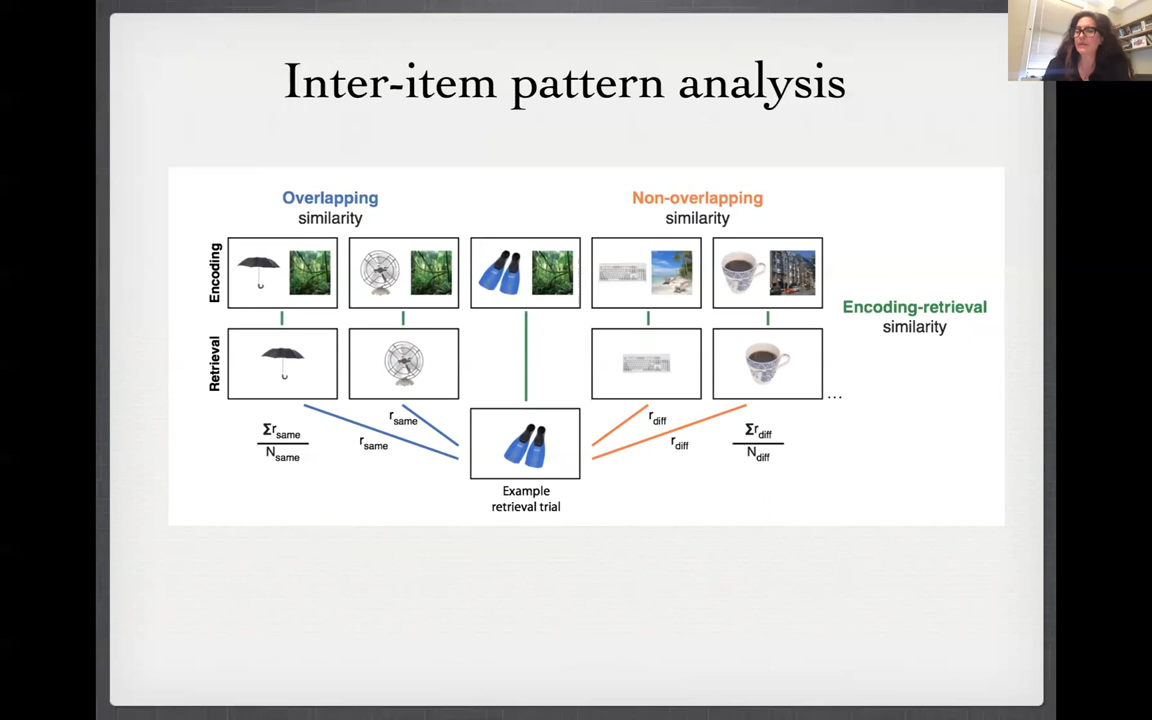 Inter-item pattern analysis
Overlapping
similarity
Non-overlapping
similarity
Encoding
Encoding-retrieval
similarity
Retrieval
...
r same
r same
Σr same
N same
r diff
r diff
Σr diff
N diff
Example
retrieval trial